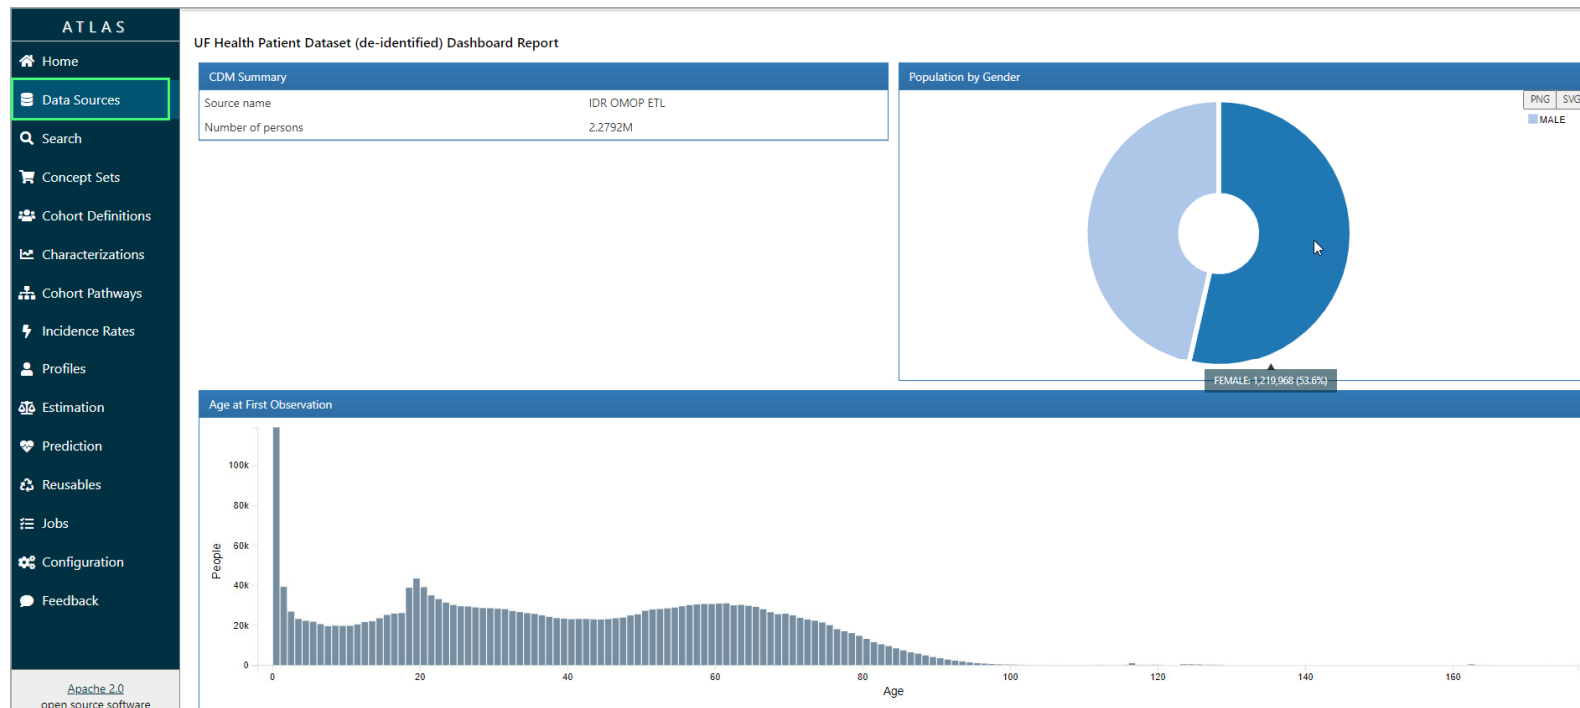 ATLAS
Home
Data Sources
Search
Concept Sets
Cohort Definitions
Characterizations
Cohort Pathways
Incidence Rates
Profiles
Estimation
Prediction
Reusables
Jobs
Configuration
Feedback
Apache 2.0
open source software
UF Health Patient Dataset (de-identified) Dashboard Report
CDM Summary
Source name IDR OMOP ETL
Number of persons 2.2792M
Population by Gender
PNG SVG
MALE
FEMALE: 1,219,968 (53.6%)
Age at First Observation
100k
80k
60k
40k
20k
0
People
0 20 40 60 80 100 120 140 160
Age